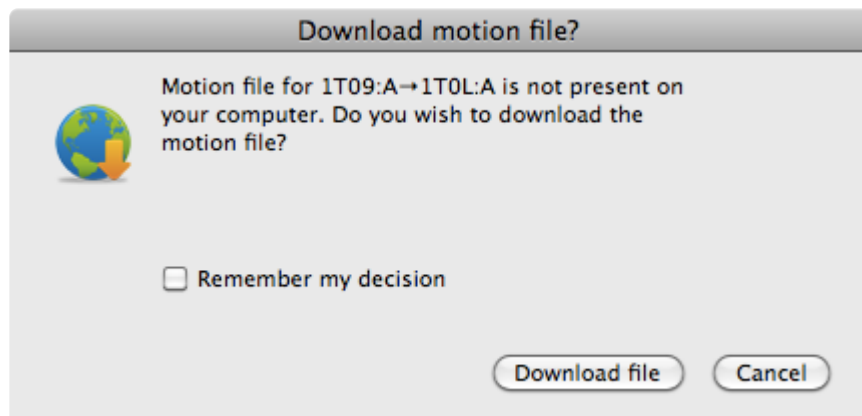 Download motion file?
Motion file for 1T09:A→1T0L:A is not present on
your computer. Do you wish to download the
motion file?
Remember my decision
Download file
Cancel